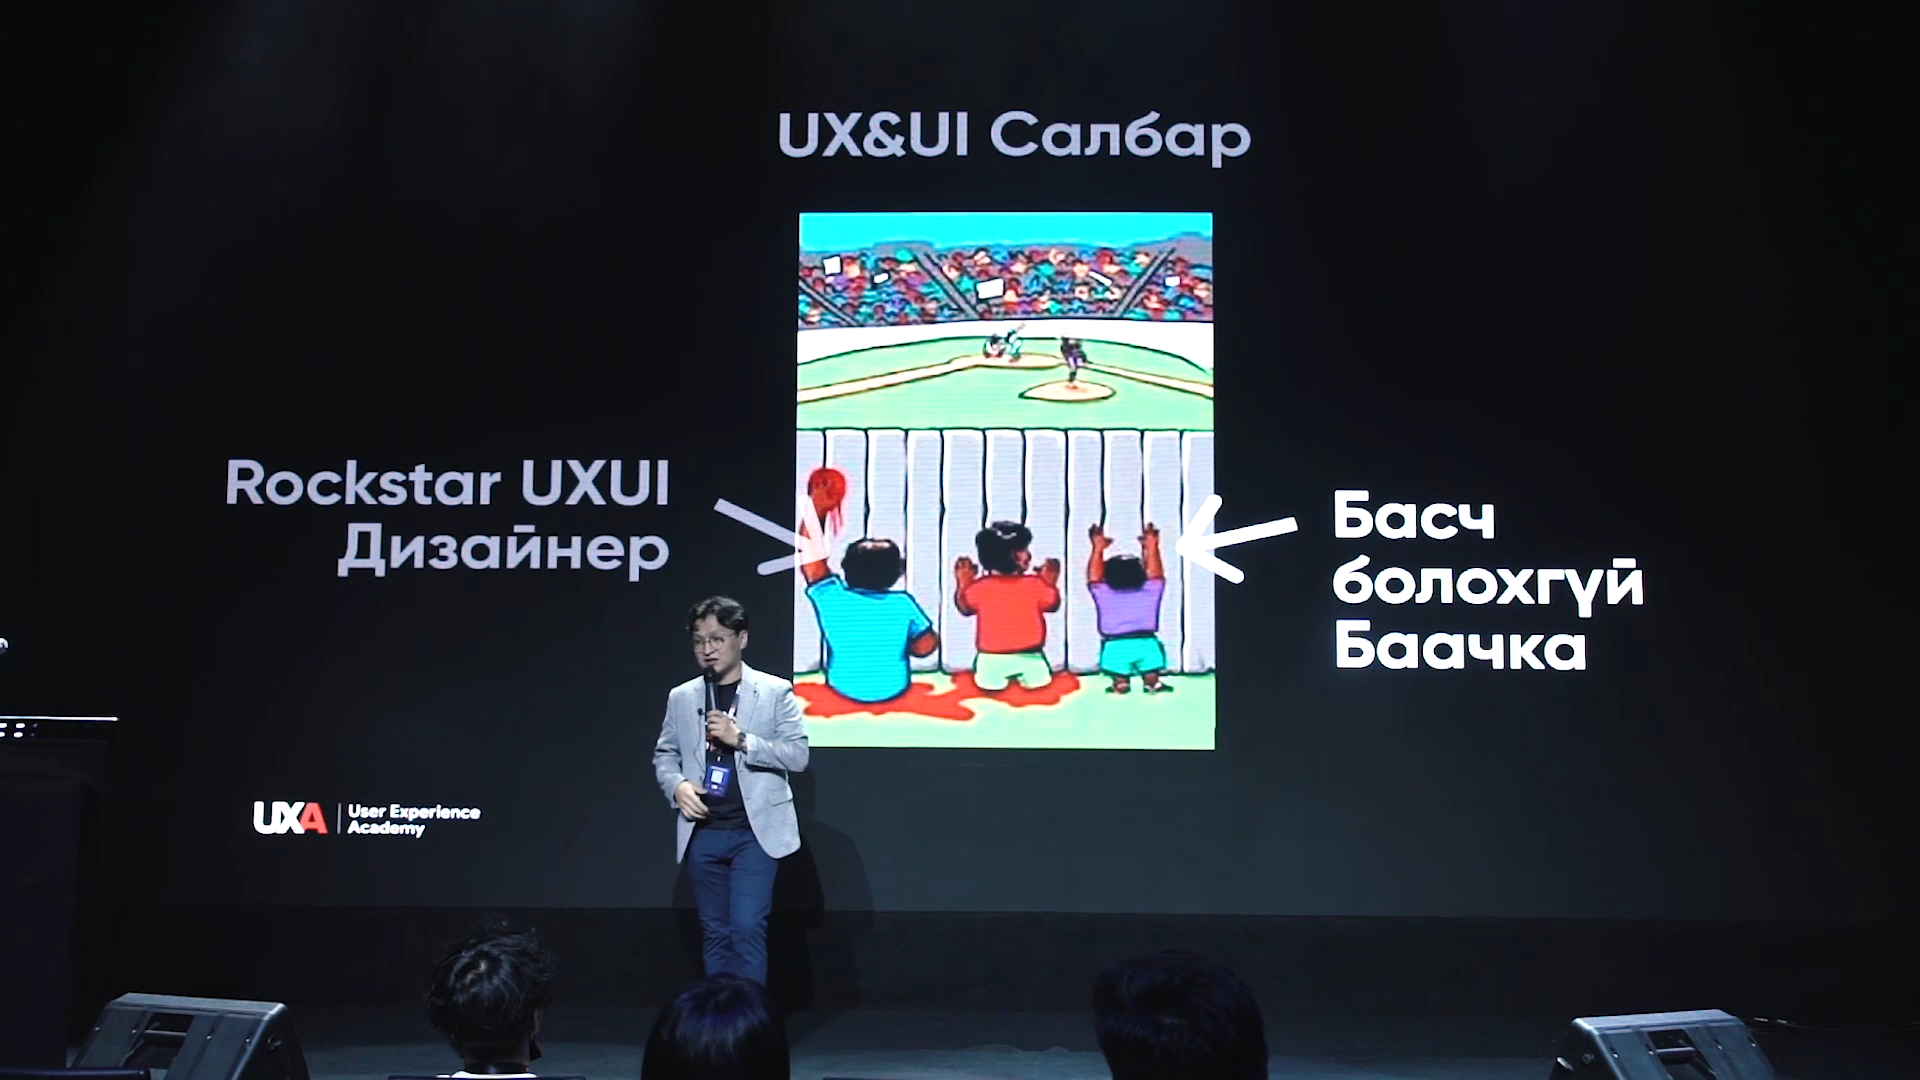 UX&UI Салбар
Rockstar UXUI
Дизайнер
Басч
болохгүй
Баачка
UXA
User Experience
Academy